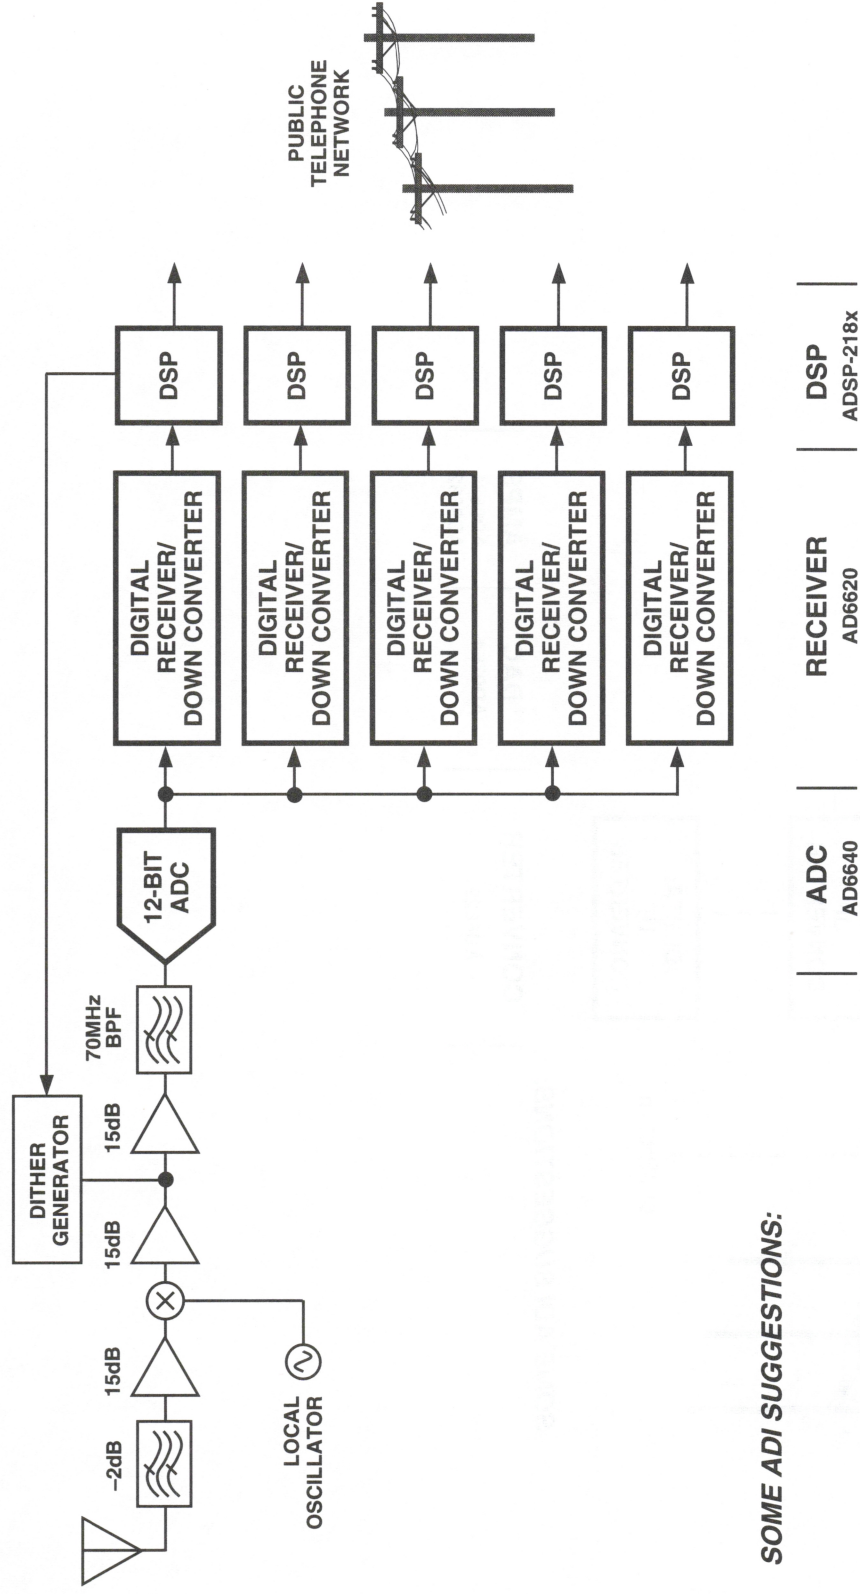 –2dB
15dB
LOCAL
OSCILLATOR
15dB
DITHER
GENERATOR
15dB
70MHz
BPF
12-BIT
ADC
DIGITAL
RECEIVER/
DOWN CONVERTER
DSP
DIGITAL
RECEIVER/
DOWN CONVERTER
DSP
DIGITAL
RECEIVER/
DOWN CONVERTER
DSP
DIGITAL
RECEIVER/
DOWN CONVERTER
DSP
DIGITAL
RECEIVER/
DOWN CONVERTER
DSP
PUBLIC
TELEPHONE
NETWORK
SOME ADI SUGGESTIONS:
ADC
AD6640
RECEIVER
AD6620
DSP
ADSP-218x